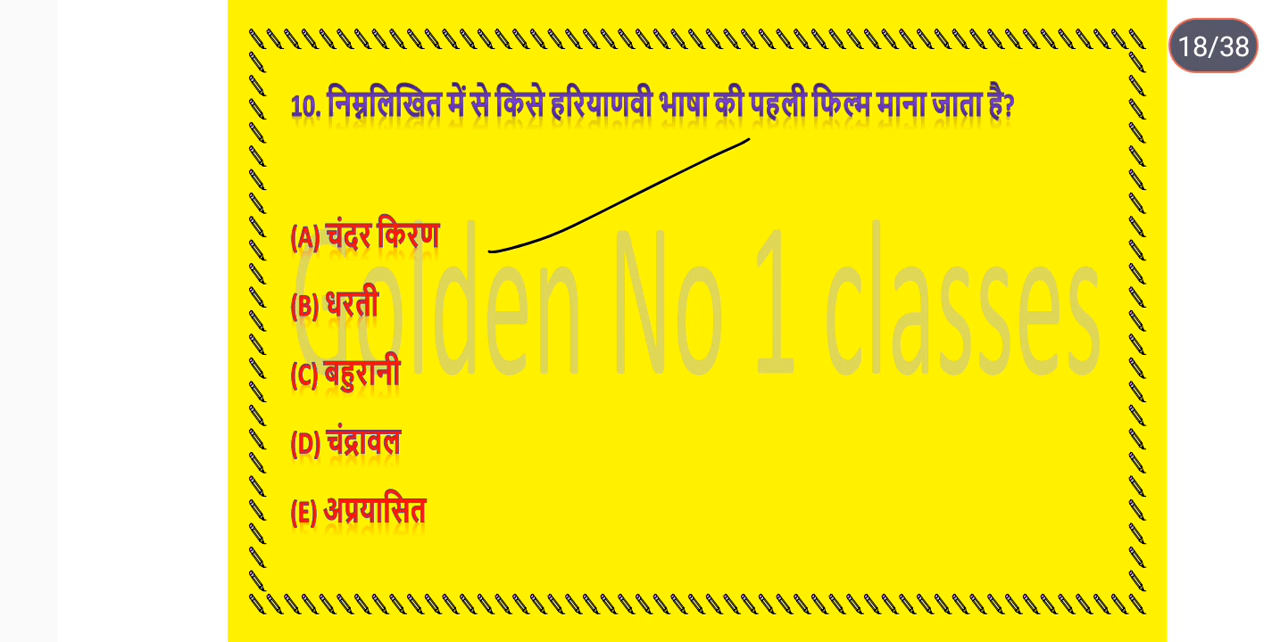 18/38
10. निम्नलिखित में से किसे हरियाणवी भाषा की पहली फिल्म माना जाता है?
(A) चंदर किरण
Golden No 1 classes
(B) धरती
(C) बहुरानी
(D) चंद्रावल
(E) अप्रयासित